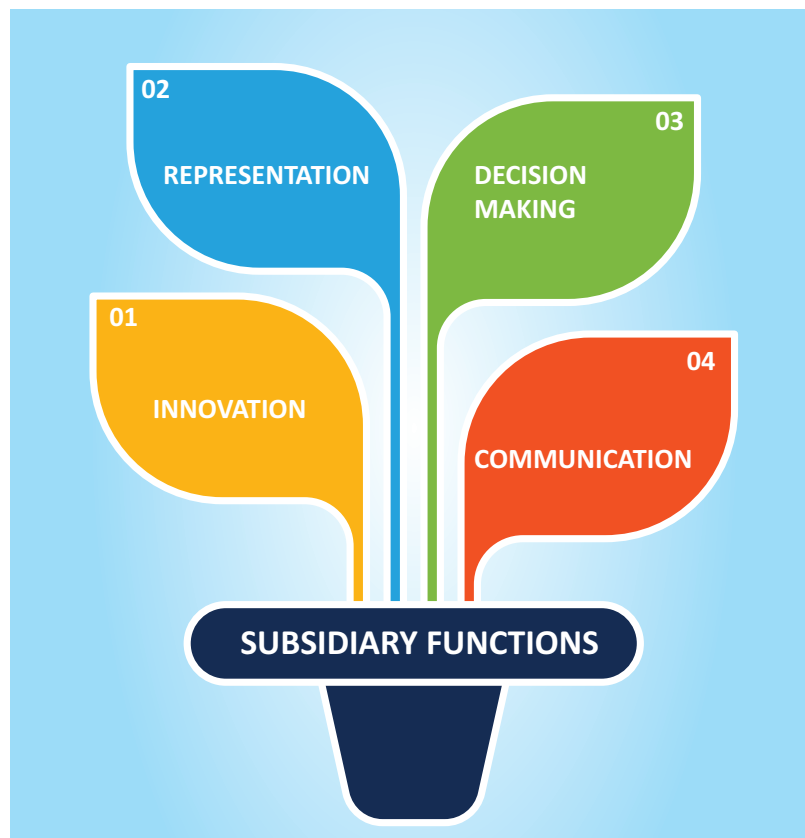 01
INNOVATION
02
REPRESENTATION
03
DECISION
MAKING
04
COMMUNICATION
SUBSIDIARY FUNCTIONS